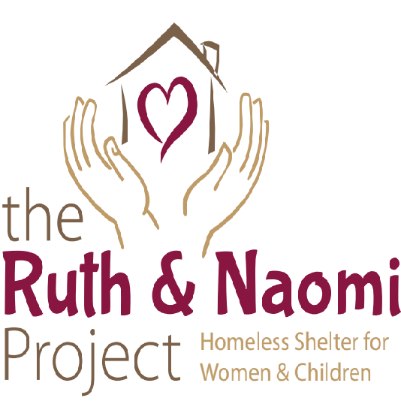 the
Ruth & Naomi
Project
Homeless Shelter for
Women & Children